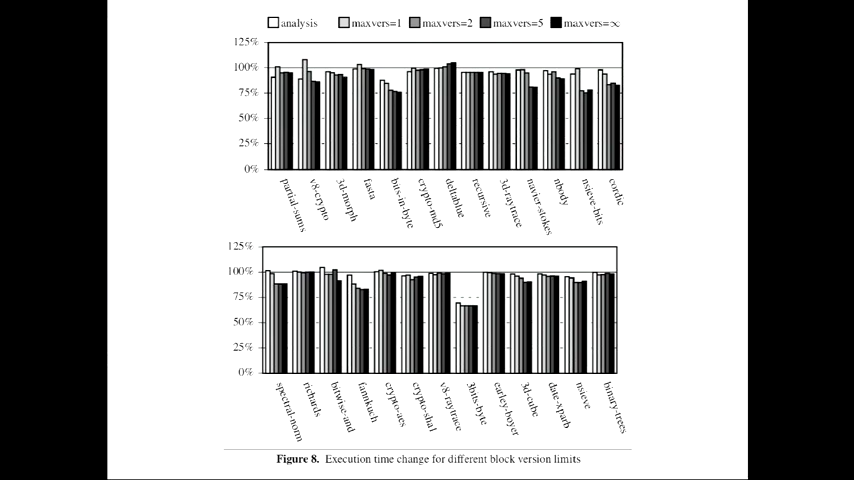 analysis maxvers=1 maxvers=2 maxvers=5 maxvers=∞
125%
100%
75%
50%
25%
0%
partial-sums
v8-crypto
3d-morph
fasta
bits-in-byte
crypto-md5
deltablue
recursive
3d-raytrace
navier-stokes
nbody
nsieve-bits
cordic
125%
100%
75%
50%
25%
0%
spectral-norm
richards
bitwise-and
fannkuch
crypto-aes
crypto-sha1
v8-raytrace
3bits-byte
earley-boyer
3d-cube
date-xparb
nsieve
binary-trees
Figure 8. Execution time change for different block version limits